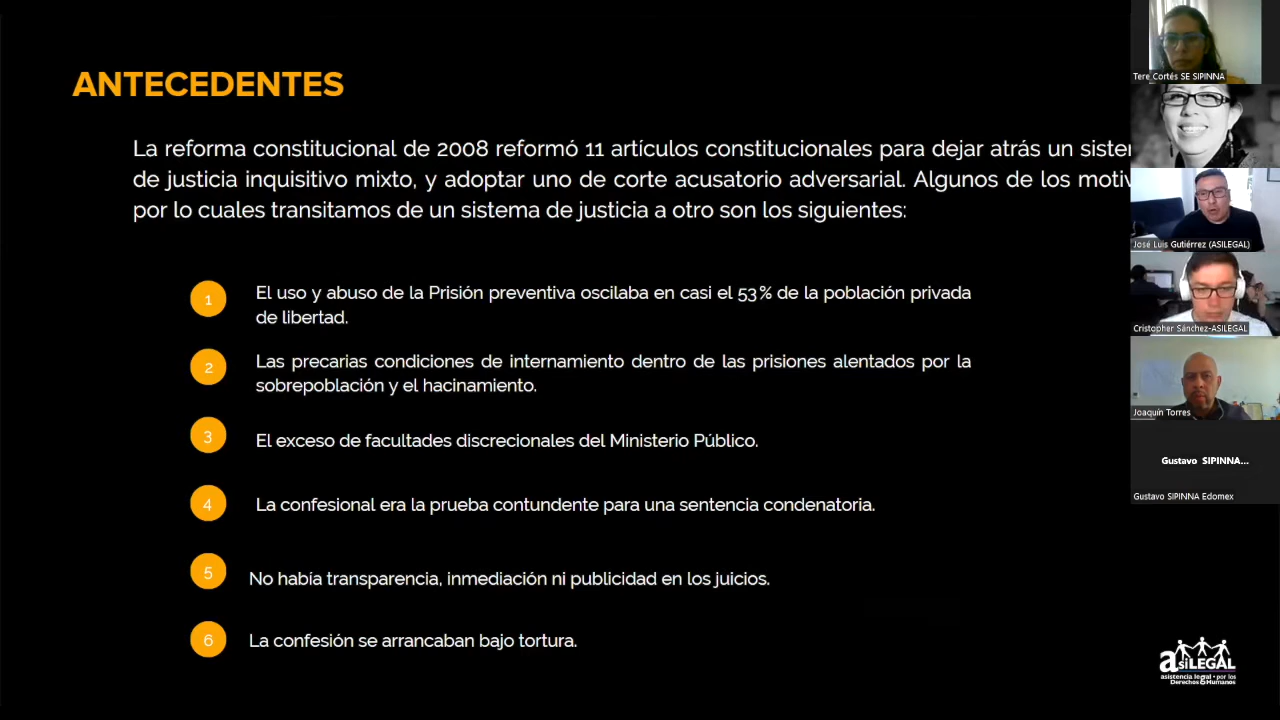 ANTECEDENTES
La reforma constitucional de 2008 reformó 11 artículos constitucionales para dejar atrás un
de justicia inquisitivo mixto, y adoptar uno de corte acusatorio adversarial. Algunos de los
por lo cuales transitamos de un sistema de justicia a otro son los siguientes:
1
El uso y abuso de la Prisión preventiva oscilaba en casi el 53% de la población privada
de libertad.
2
Las precarias condiciones de internamiento dentro de las prisiones alentados por la
sobrepoblación y el hacinamiento.
3
El exceso de facultades discrecionales del Ministerio Público.
4
La confesional era la prueba contundente para una sentencia condenatoria.
5
No había transparencia, inmediación ni publicidad en los juicios.
6
La confesión se arrancaban bajo tortura.
Tere Cortés SE SIPINNA
José Luis Gutiérrez (ASILEGAL)
Cristopher Sánchez-ASILEGAL
Joaquín Torres
Gustavo SIPINNA...
Gustavo SIPINNA Edomex
asiLEGAL
asistencia legal · por los
Derechos Humanos